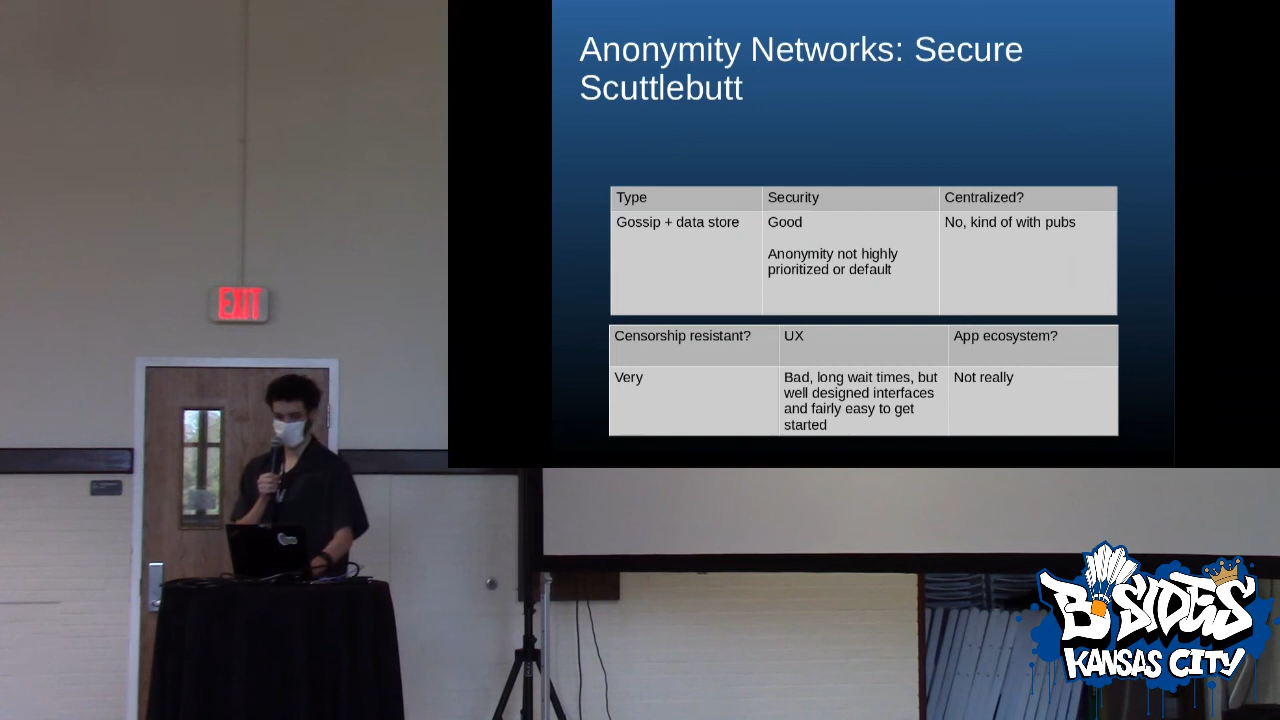 Anonymity Networks: Secure
Scuttlebutt
Type
Security
Centralized?
Gossip + data store
Good
No, kind of with pubs
Anonymity not highly
prioritized or default
Censorship resistant?
UX
App ecosystem?
Very
Bad, long wait times, but
well designed interfaces
and fairly easy to get
started
Not really
EXIT
BSIDES
KANSAS CITY